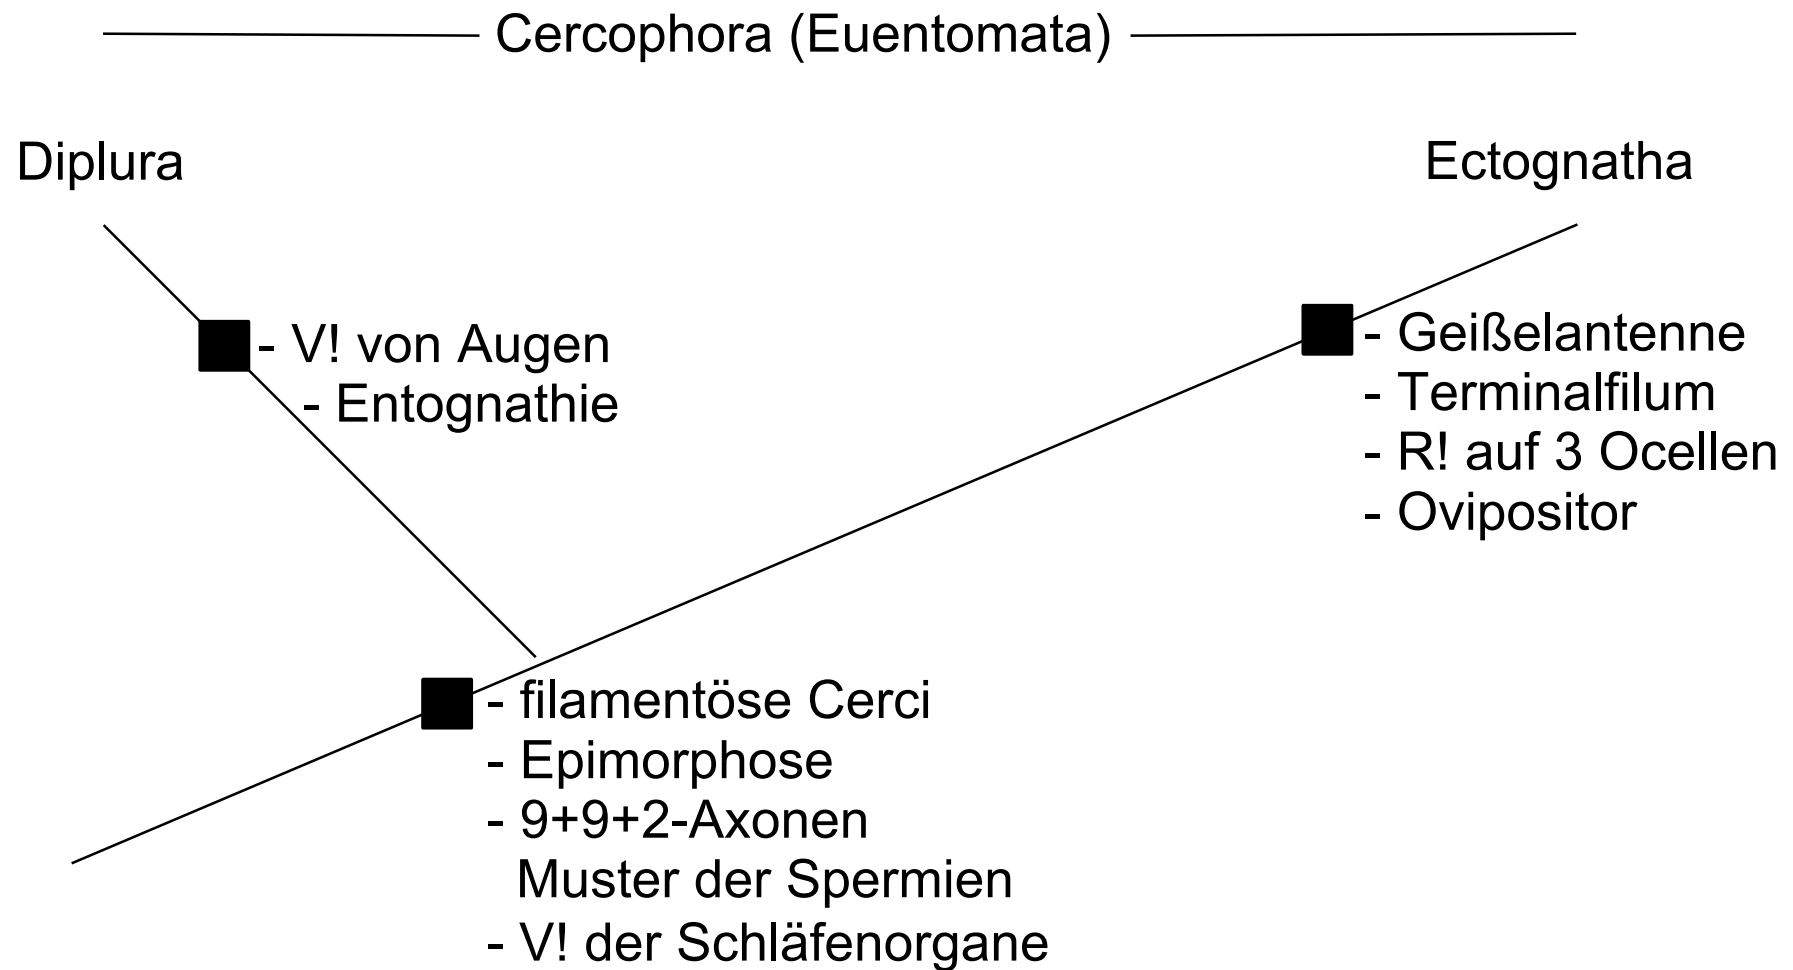 Cercophora (Euentomata)
Diplura
Ectognatha
- V! von Augen
- Entognathie
- Geißelantenne
- Terminalfilum
- R! auf 3 Ocellen
- Ovipositor
- filamentöse Cerci
- Epimorphose
- 9+9+2-Axonen
Muster der Spermien
- V! der Schläfenorgane